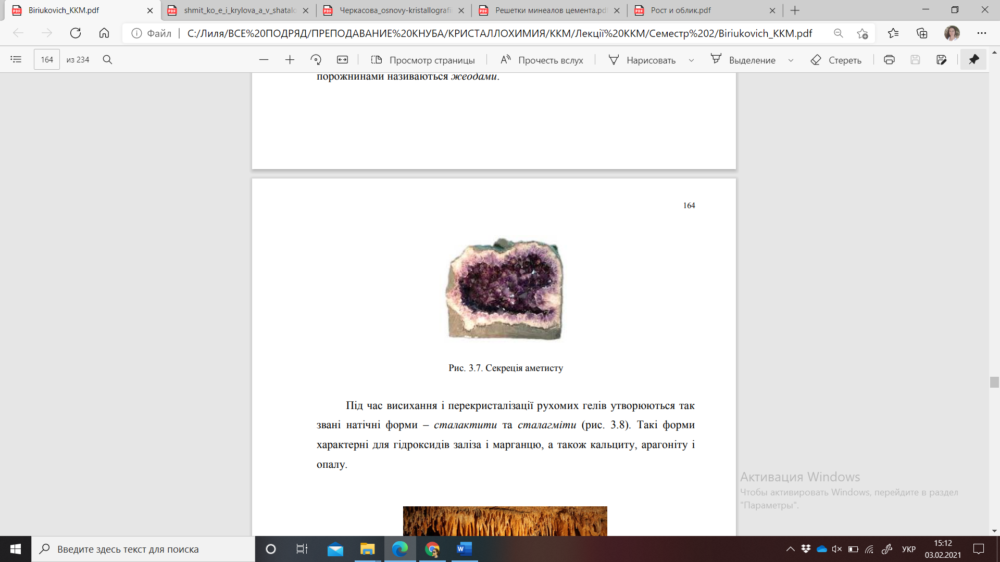 Biriukovich_KKM.pdf
shmit_ko_e_i_krylova_a_v_shatalo
Черкасова_osnovy-kristallografii
Решетки минеалов цемента.pdf
Рост и облик.pdf
Файл
C:/Лиля/ВСЕ%20ПОДРЯД/ПРЕПОДАВАНИЕ%20КНУБА/КРИСТАЛЛОХИМИЯ/ККМ/Лекції%20ККМ/Семестр%202/Biriukovich_KKM.pdf
164
из 234
Просмотр страницы
Прочесть вслух
Нарисовать
Выделение
Стереть
порожнинами називаються жеодами.
164
Рис. 3.7. Секреція аметисту
Під час висихання і перекристалізації рухомих гелів утворюються так
звані натічні форми – сталактити та сталагміти (рис. 3.8). Такі форми
характерні для гідроксидів заліза і марганцю, а також кальциту, арагоніту і
опалу.
Активация Windows
Чтобы активировать Windows, перейдите в раздел
"Параметры".
Введите здесь текст для поиска
УКР
15:12
03.02.2021